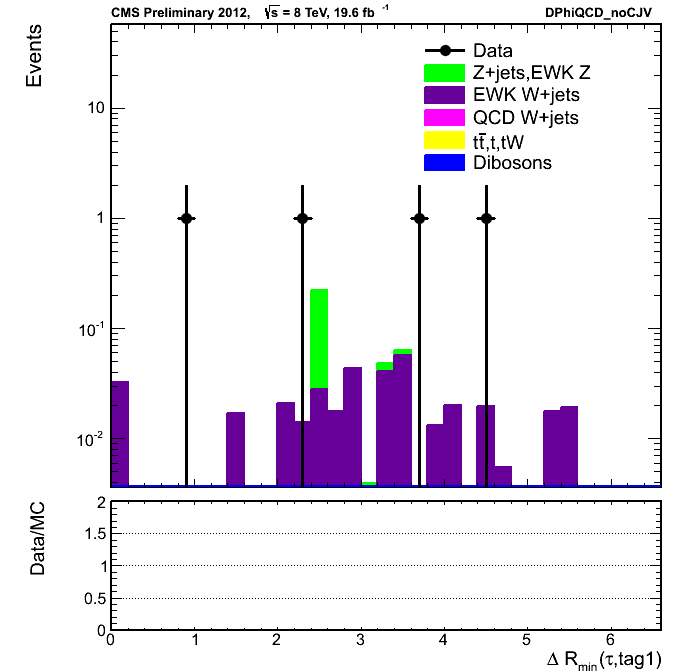 CMS Preliminary 2012, √s = 8 TeV, 19.6 fb⁻¹ DPhiQCD_noCJV
Events
Data
Z+jets,EWK Z
EWK W+jets
QCD W+jets
tt̄,t,tW
Dibosons
10
1
10⁻¹
10⁻²
Data/MC
2
1.5
1
0.5
0
0 1 2 3 4 5 6
Δ R_min(τ,tag1)